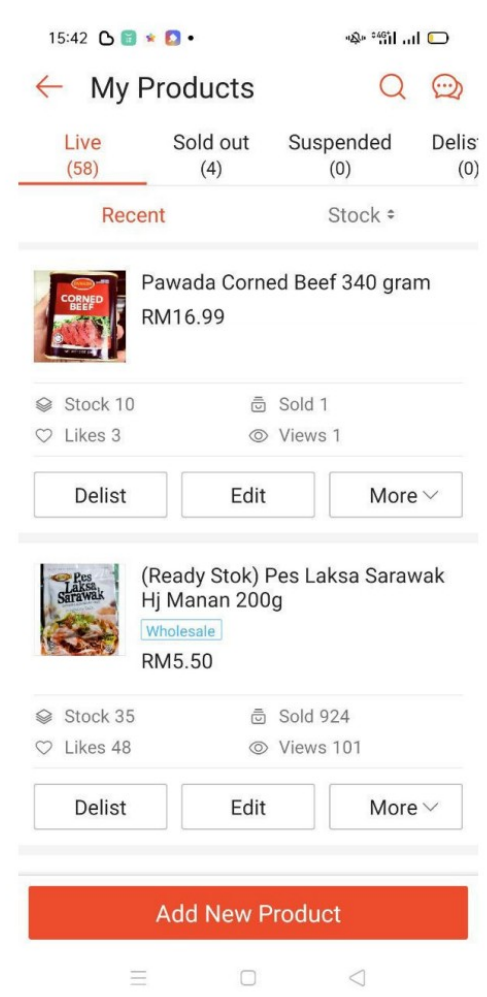 15:42
4G+
My Products
Live Sold out Suspended Delis
(58) (4) (0) (0)
Recent Stock
CORNED
BEEF
Pawada Corned Beef 340 gram
RM16.99
Stock 10 Sold 1
Likes 3 Views 1
Delist Edit More
Pes
Laksa
Sarawak
(Ready Stok) Pes Laksa Sarawak
Hj Manan 200g
Wholesale
RM5.50
Stock 35 Sold 924
Likes 48 Views 101
Delist Edit More
Add New Product